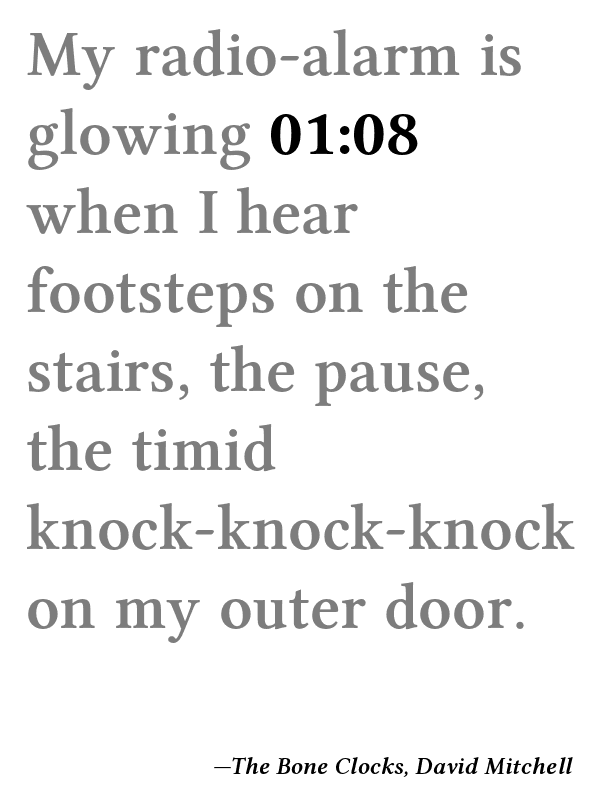 My radio-alarm is
glowing 01:08
when I hear
footsteps on the
stairs, the pause,
the timid
knock-knock-knock
on my outer door.
—The Bone Clocks, David Mitchell